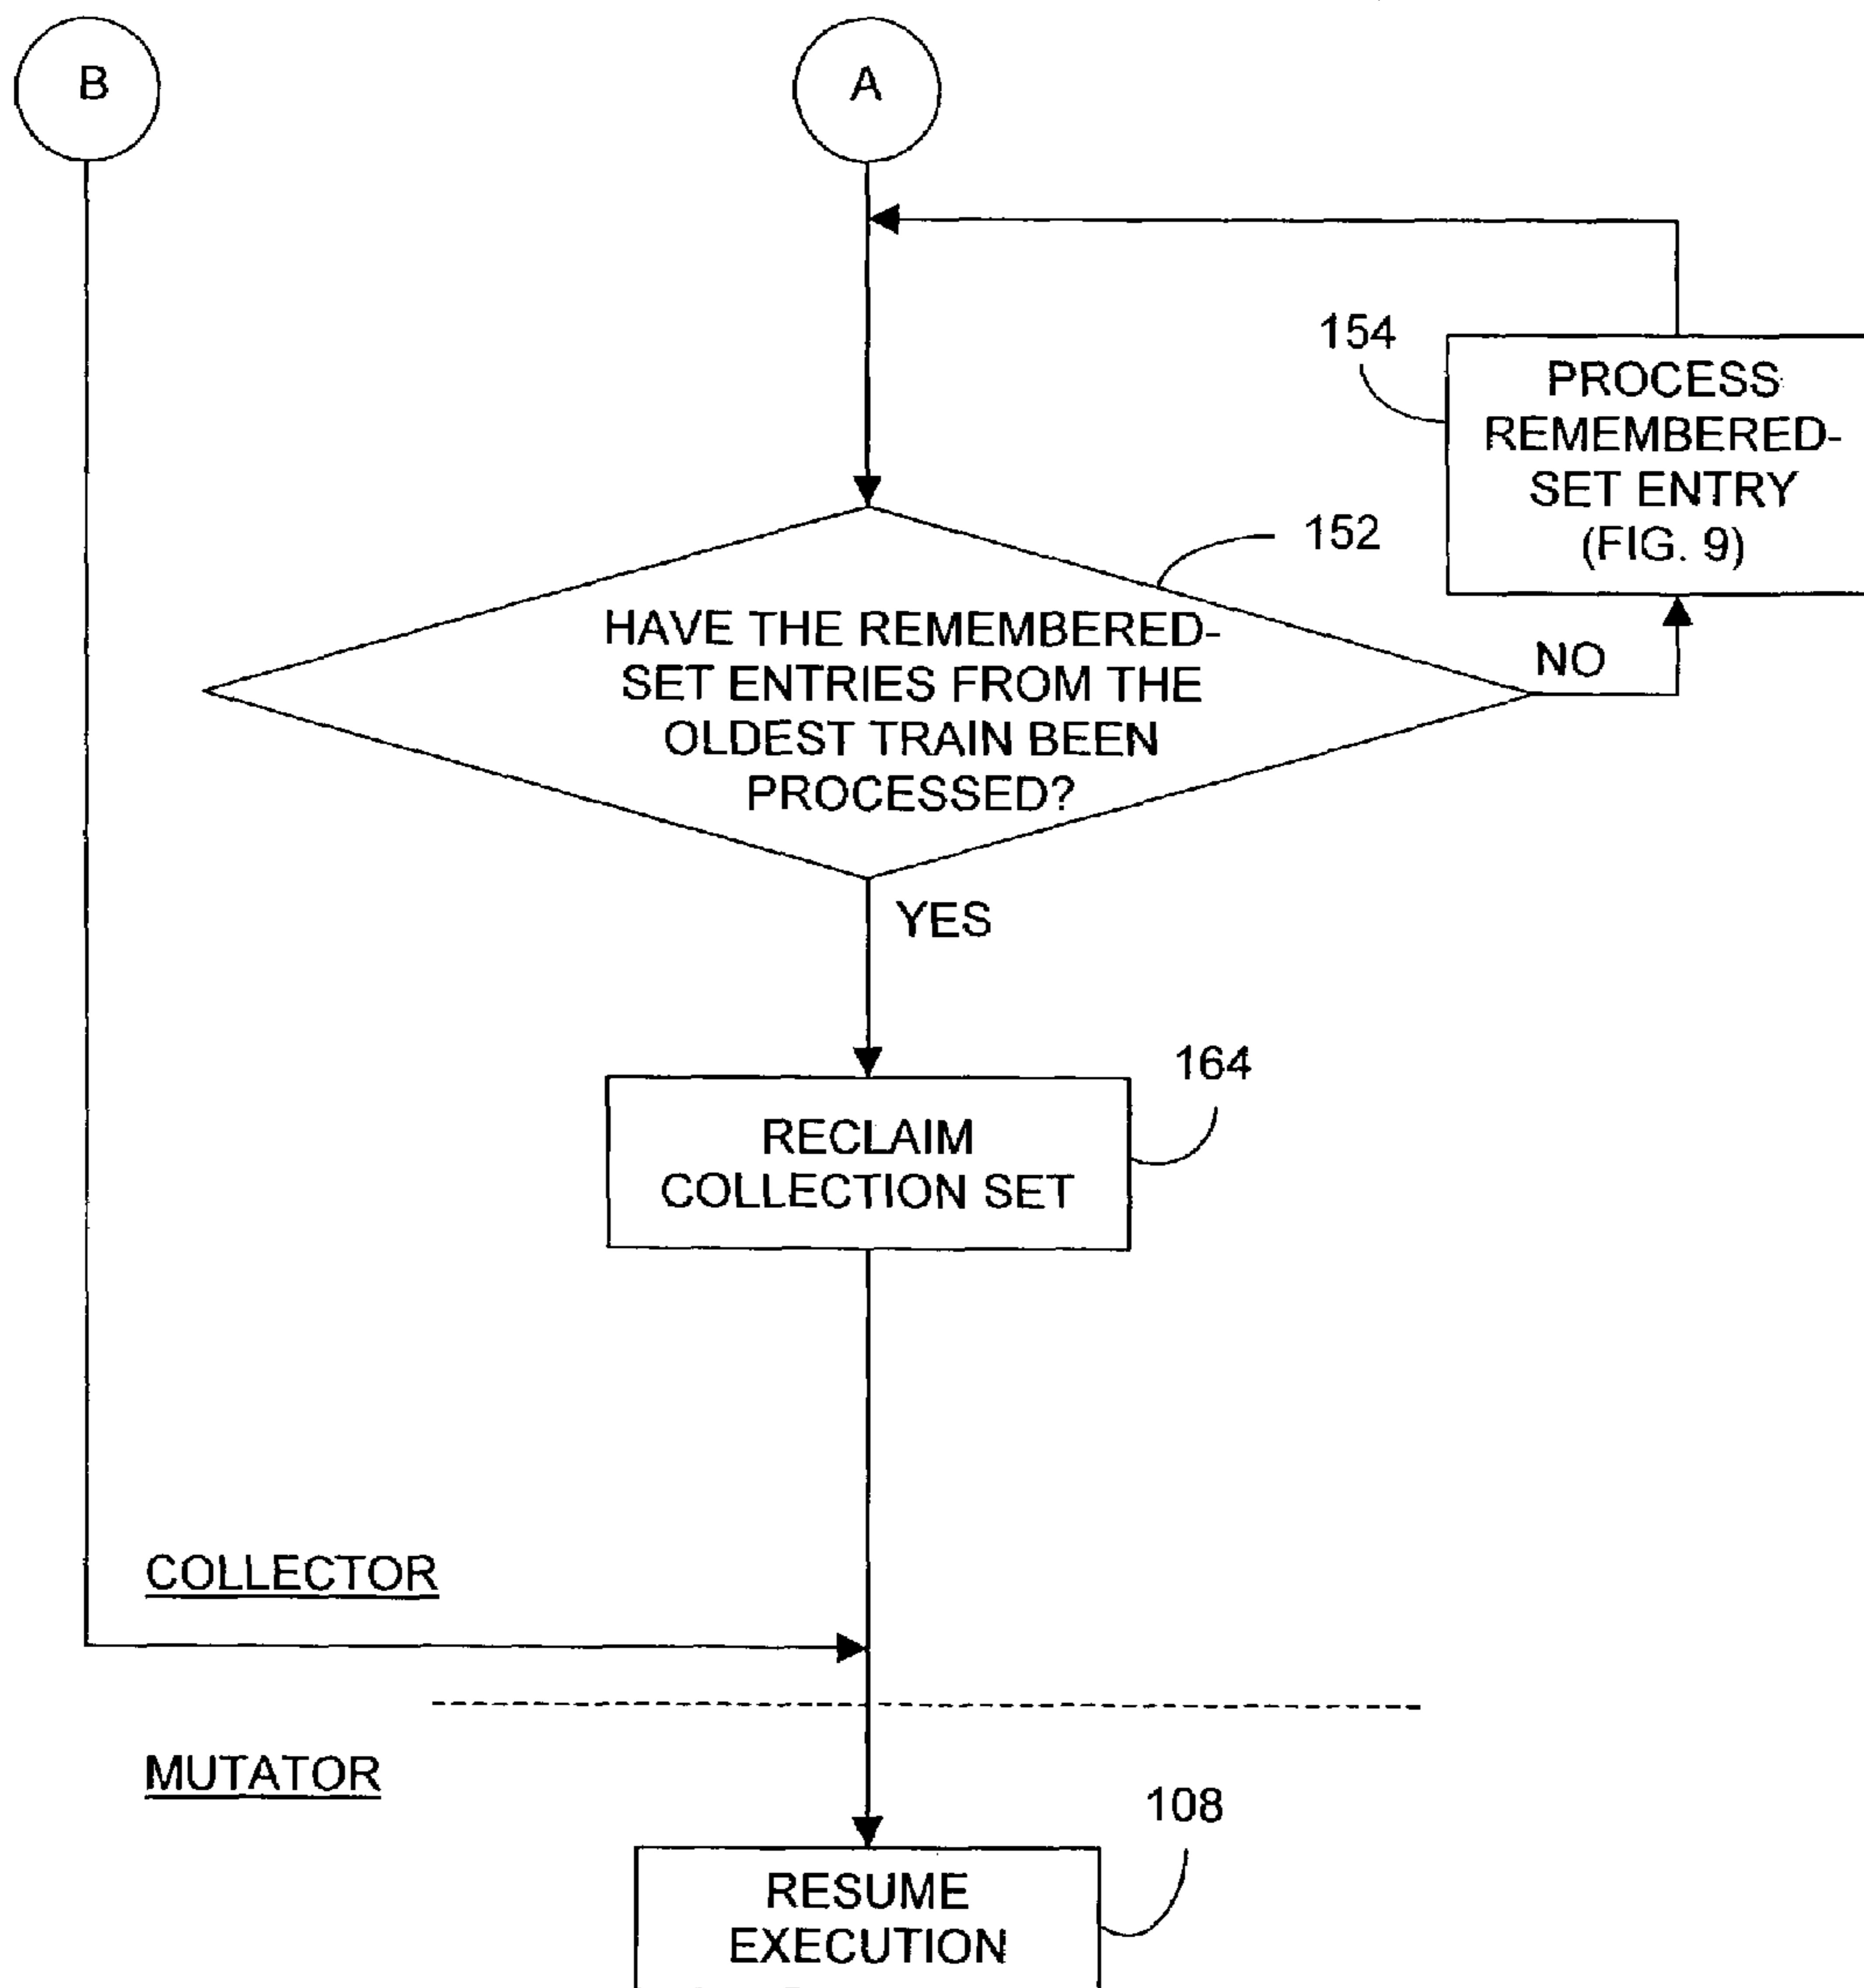 B
A
154
PROCESS
REMEMBERED-
SET ENTRY
(FIG. 9)
152
HAVE THE REMEMBERED-
SET ENTRIES FROM THE
OLDEST TRAIN BEEN
PROCESSED?
NO
YES
164
RECLAIM
COLLECTION SET
COLLECTOR
MUTATOR
108
RESUME
EXECUTION